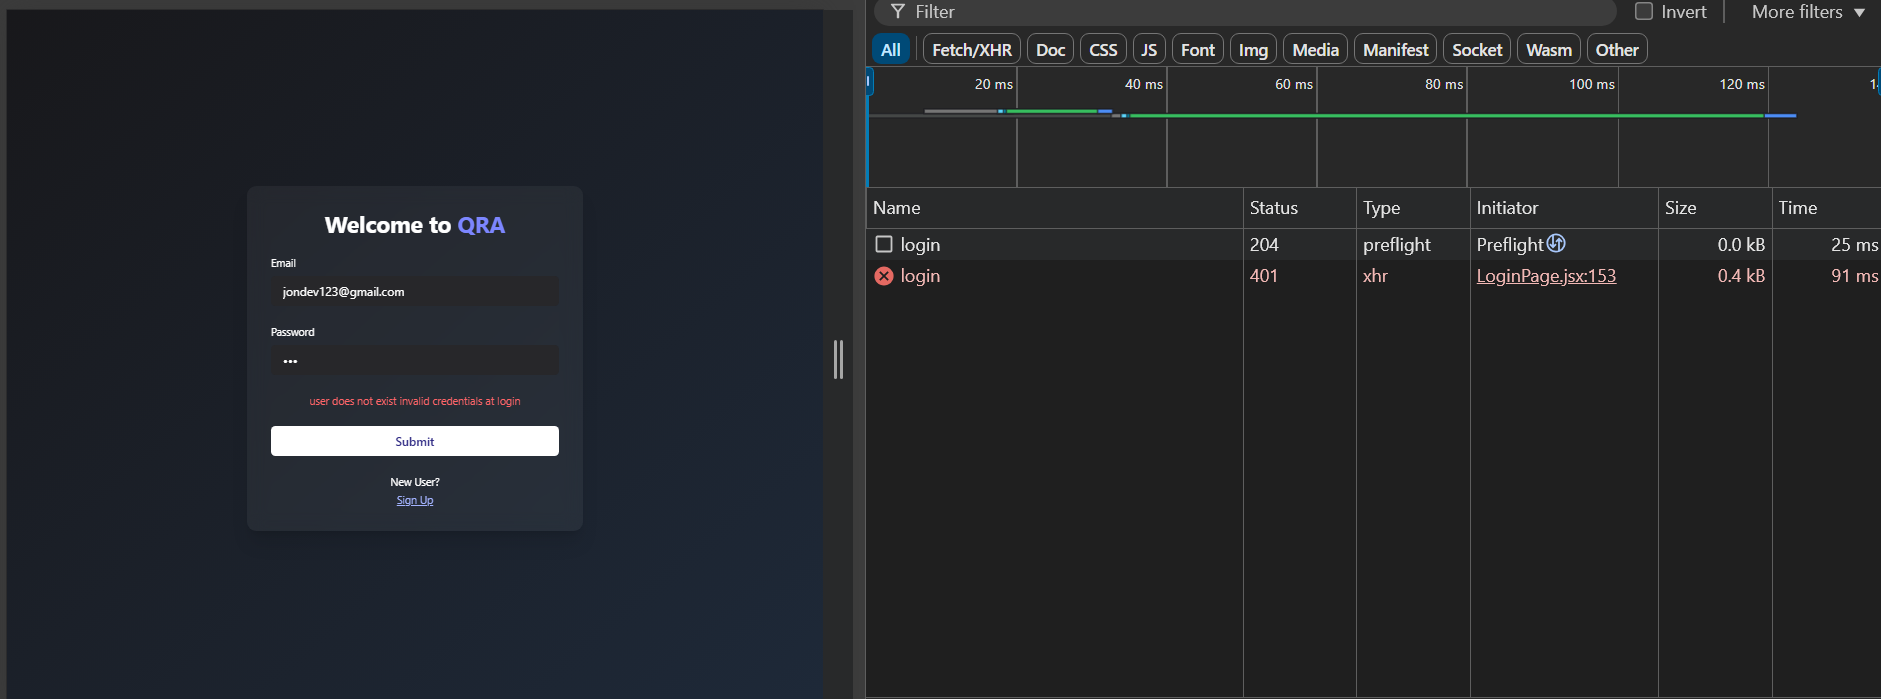 Welcome to QRA
Email
jondev123@gmail.com
Password
•••
user does not exist invalid credentials at login
Submit
New User?
Sign Up
Filter
Invert
More filters
All
Fetch/XHR
Doc
CSS
JS
Font
Img
Media
Manifest
Socket
Wasm
Other
20 ms
40 ms
60 ms
80 ms
100 ms
120 ms
Name Status Type Initiator Size Time
login 204 preflight Preflight 0.0 kB 25 ms
login 401 xhr LoginPage.jsx:153 0.4 kB 91 ms